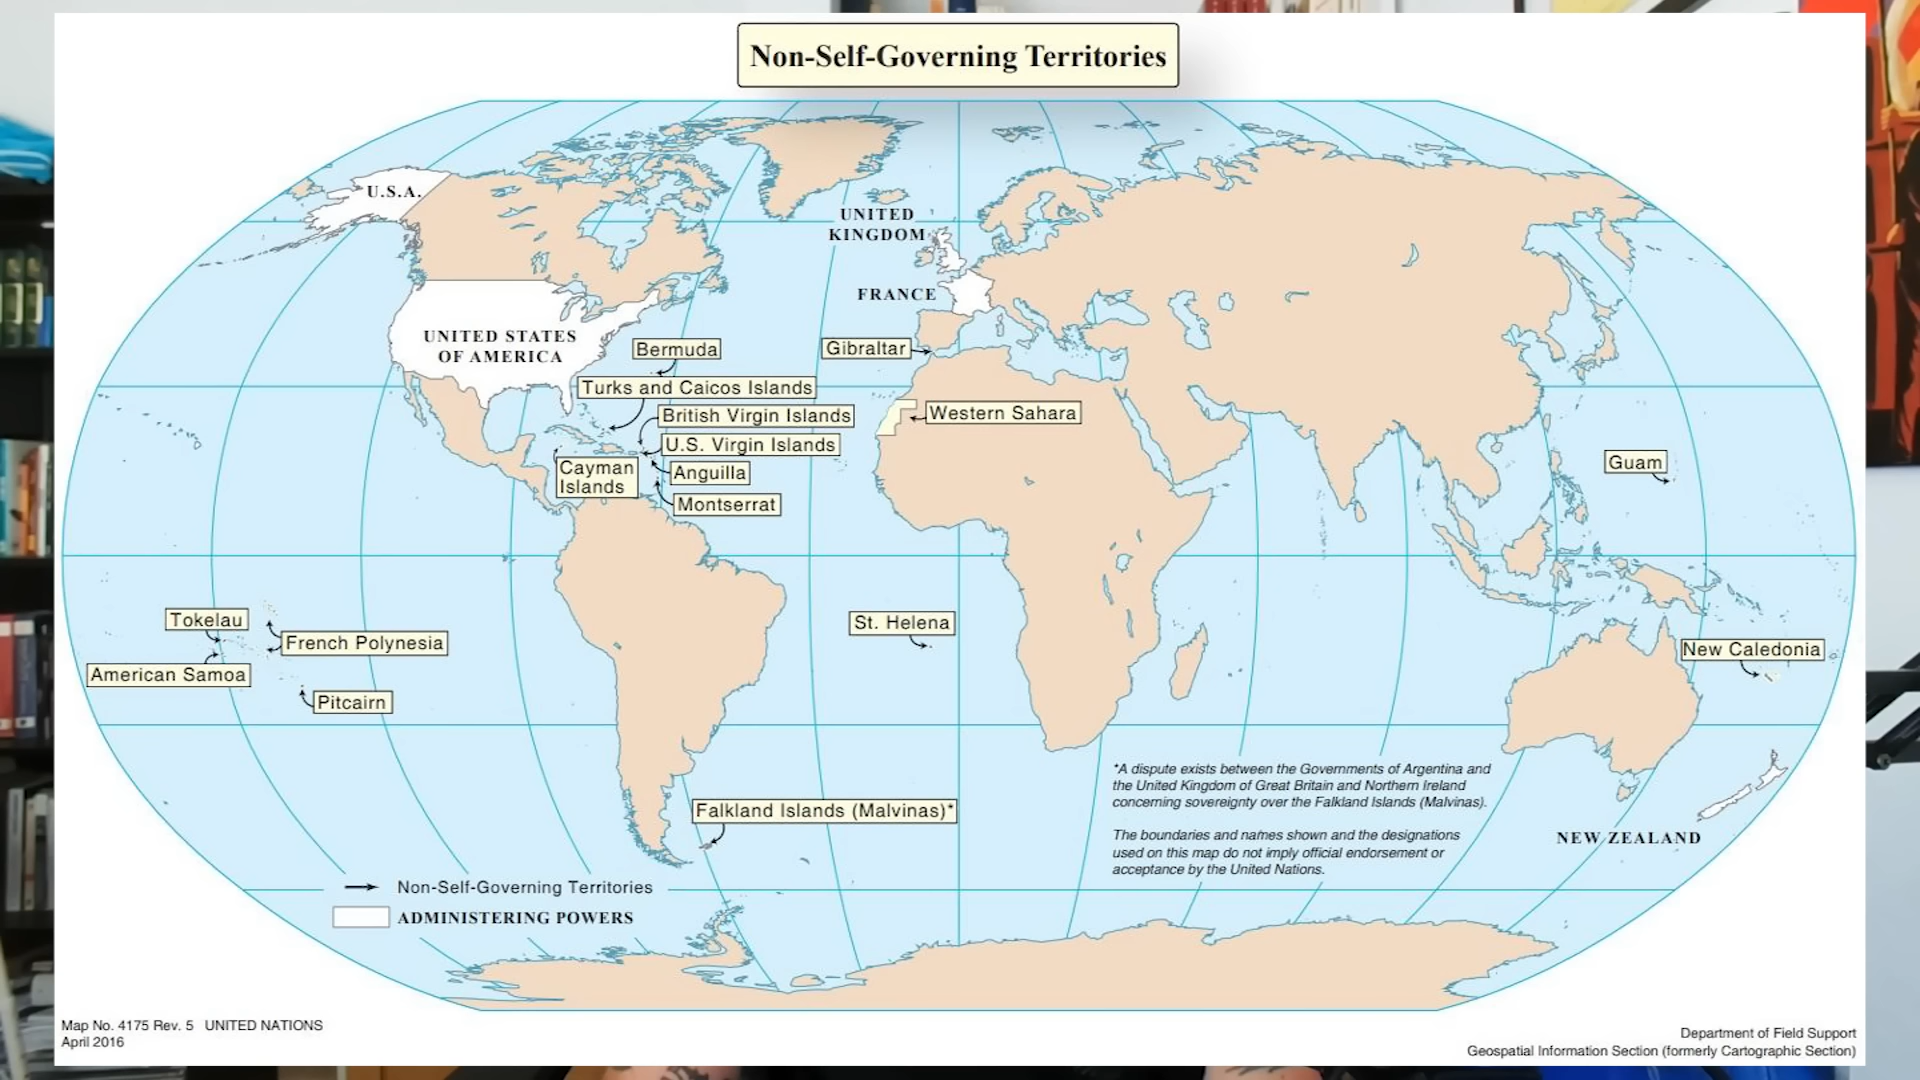 Non-Self-Governing Territories
U.S.A.
UNITED
KINGDOM
FRANCE
UNITED STATES
OF AMERICA
Bermuda
Gibraltar
Turks and Caicos Islands
British Virgin Islands
Western Sahara
U.S. Virgin Islands
Cayman
Islands
Anguilla
Guam
Montserrat
Tokelau
French Polynesia
St. Helena
American Samoa
New Caledonia
Pitcairn
*A dispute exists between the Governments of Argentina and
the United Kingdom of Great Britain and Northern Ireland
concerning sovereignty over the Falkland Islands (Malvinas).
Falkland Islands (Malvinas)*
The boundaries and names shown and the designations
used on this map do not imply official endorsement or
acceptance by the United Nations.
NEW ZEALAND
Non-Self-Governing Territories
ADMINISTERING POWERS
Map No. 4175 Rev. 5 UNITED NATIONS
April 2016
Department of Field Support
Geospatial Information Section (formerly Cartographic Section)